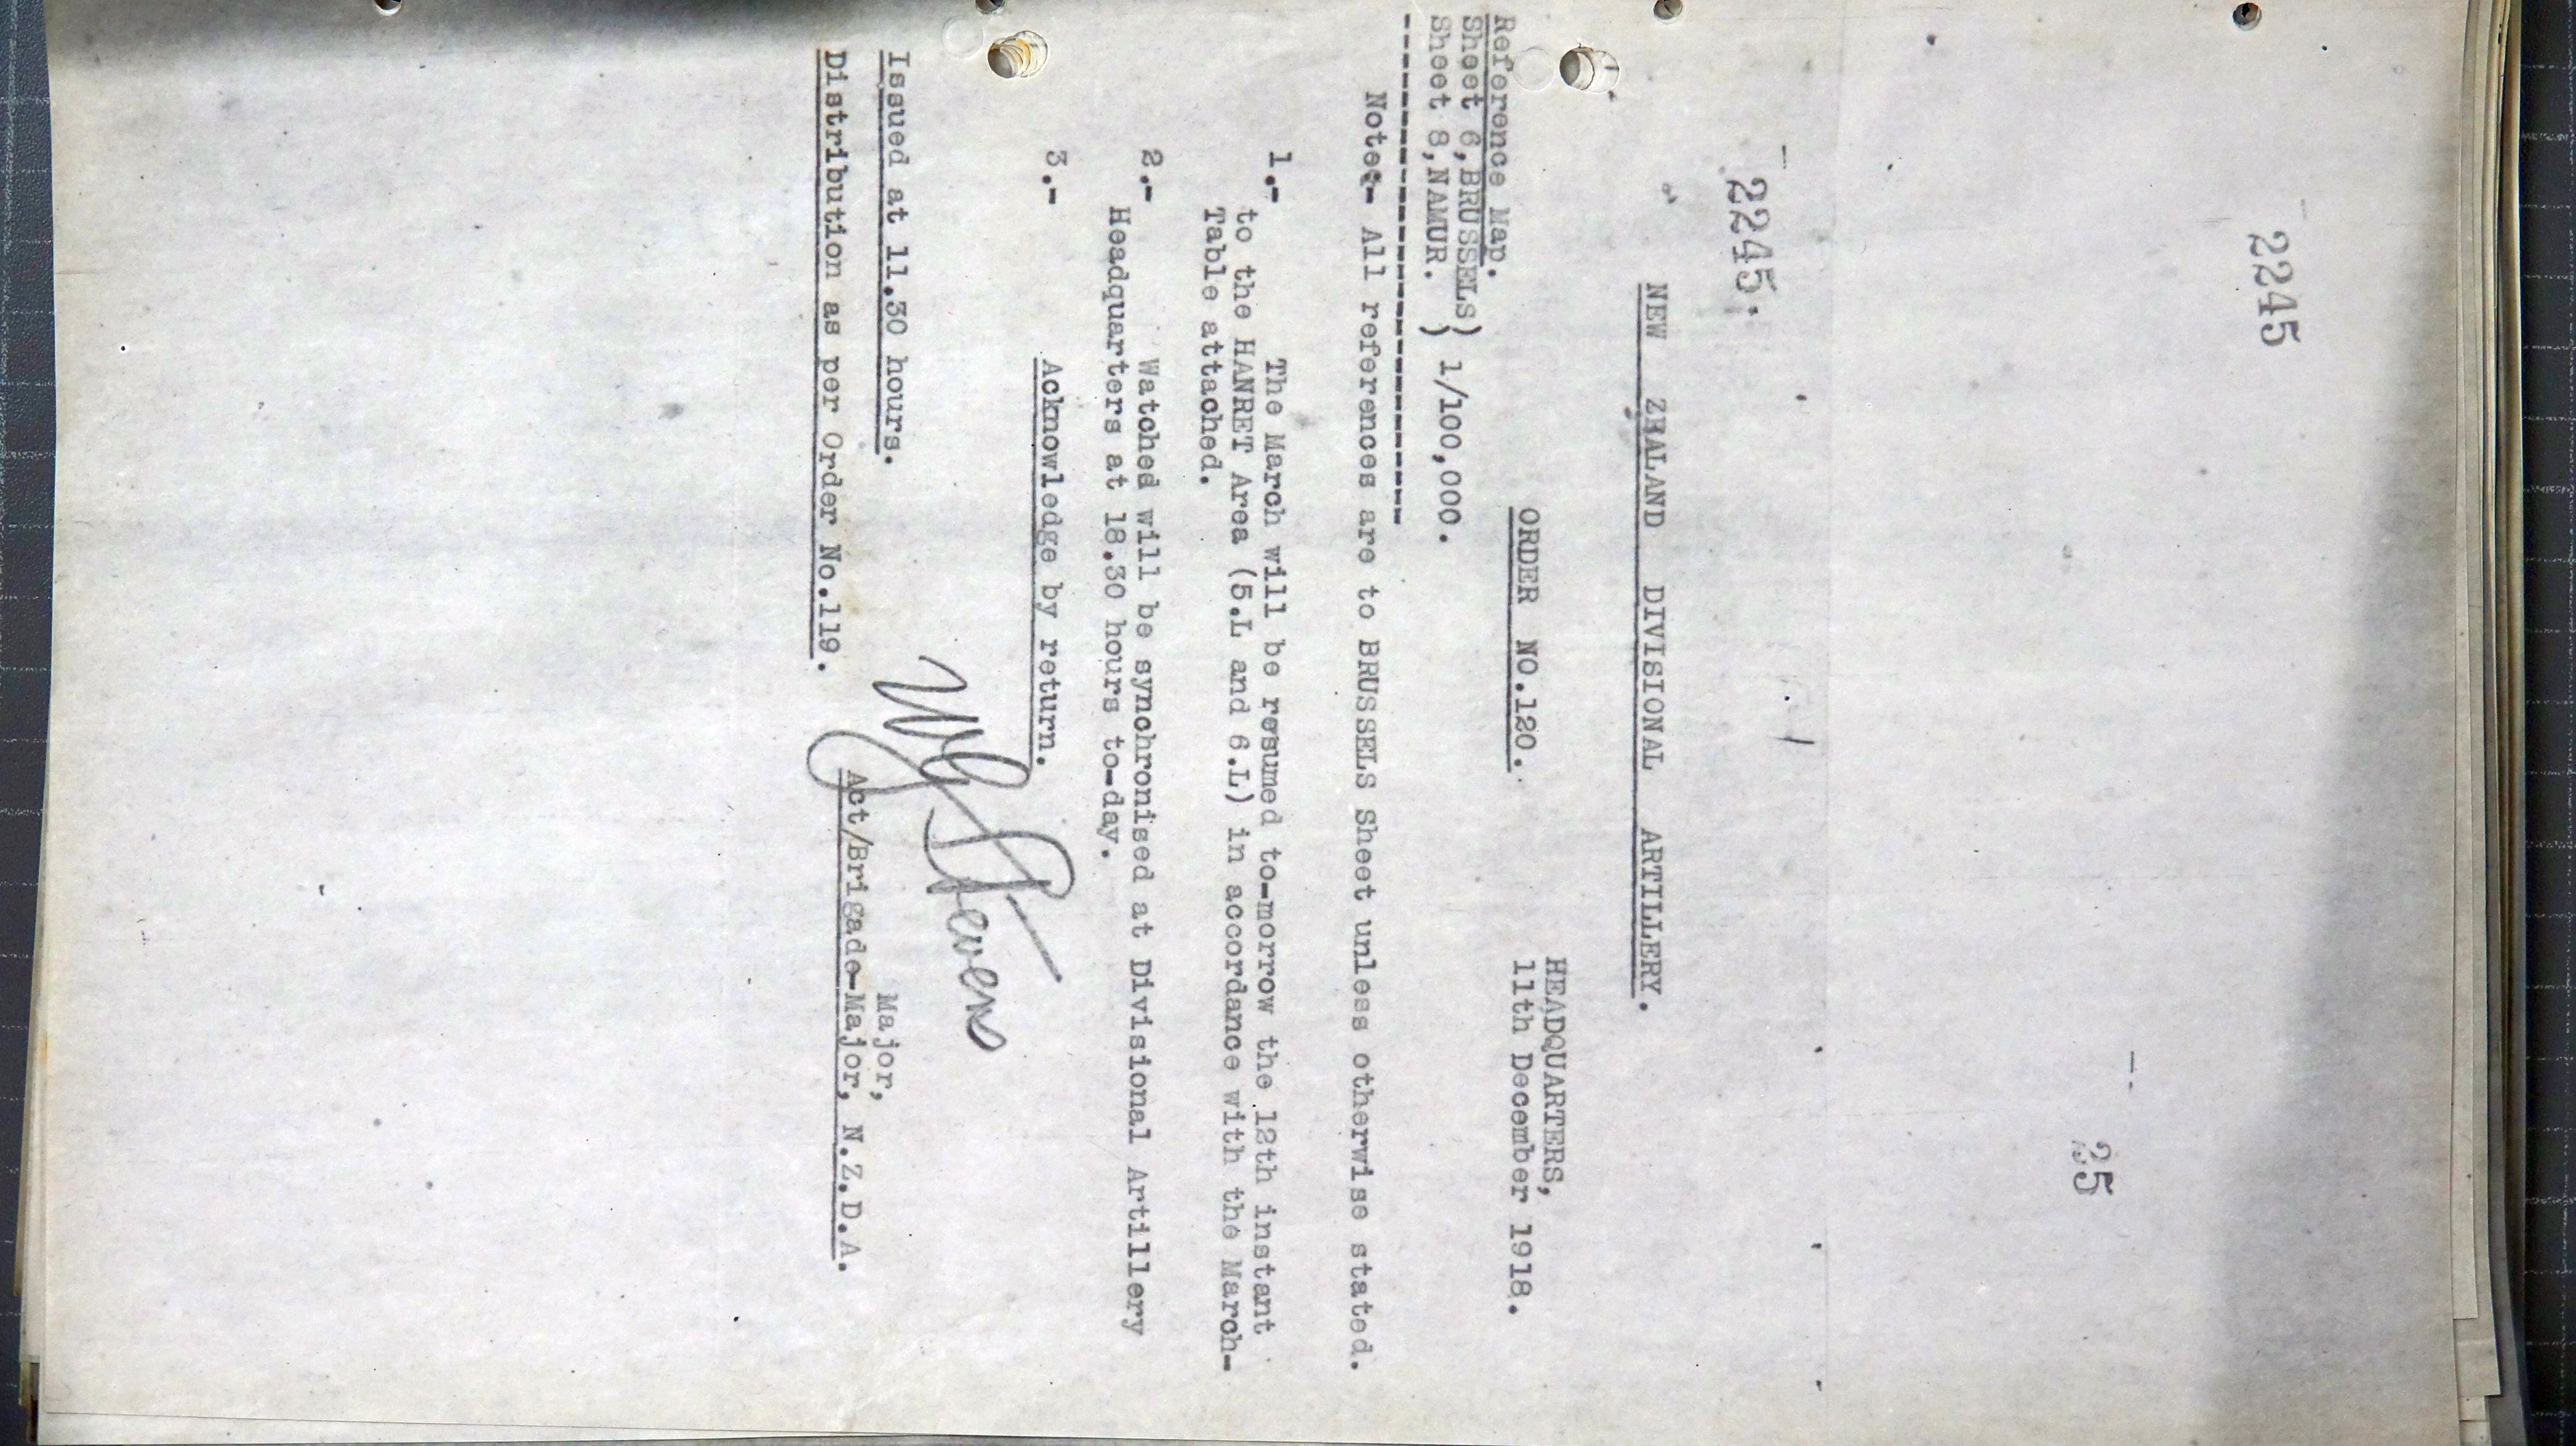 2245
25
2245.
NEW ZEALAND DIVISIONAL ARTILLERY.
HEADQUARTERS,
ORDER NO.120. 11th December 1918.
Reference Map.
Sheet 6,BRUSSELS)
Sheet 8,NAMUR. ) 1/100,000.
Note:- All references are to BRUSSELS Sheet unless otherwise stated.
1.- The March will be resumed to-morrow the 12th instant
to the HANRET Area (5.L and 6.L) in accordance with the March-
Table attached.
2.- Watched will be synchronised at Divisional Artillery
Headquarters at 18.30 hours to-day.
3.- Acknowledge by return.
Stevens
Major,
Issued at 11.30 hours. Act/Brigade-Major, N.Z.D.A.
Distribution as per Order No.119.